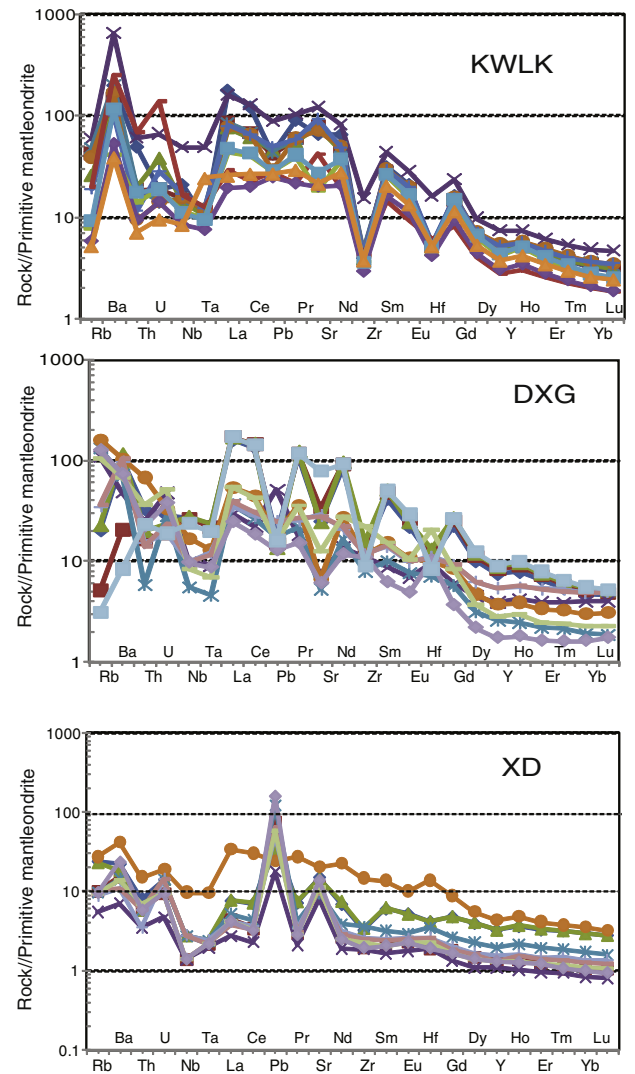 1000
KWLK
100
10
1
Rock//Primitive mantleondrite
Ba U Ta Ce Pr Nd Sm Hf Dy Ho Tm Lu
Rb Th Nb La Pb Sr Zr Eu Gd Y Er Yb
1000
DXG
100
10
1
Rock//Primitive mantleondrite
Ba U Ta Ce Pr Nd Sm Hf Dy Ho Tm Lu
Rb Th Nb La Pb Sr Zr Eu Gd Y Er Yb
1000
XD
100
10
1
0.1
Rock//Primitive mantleondrite
Ba U Ta Ce Pr Nd Sm Hf Dy Ho Tm Lu
Rb Th Nb La Pb Sr Zr Eu Gd Y Er Yb